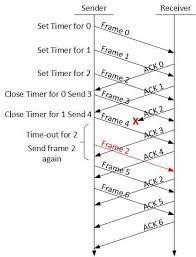 Sender Receiver
Set Timer for 0
Frame 0
Set Timer for 1
Frame 1
ACK 0
Set Timer for 2
Frame 2
ACK 1
Close Timer for 0 Send 3
Frame 3
ACK 2
Close Timer for 1 Send 4
Frame 4 X
ACK 3
Time-out for 2
Send frame 2
again
Frame 2
ACK 4
Frame 5
ACK 2
Frame 6
ACK 5
ACK 6